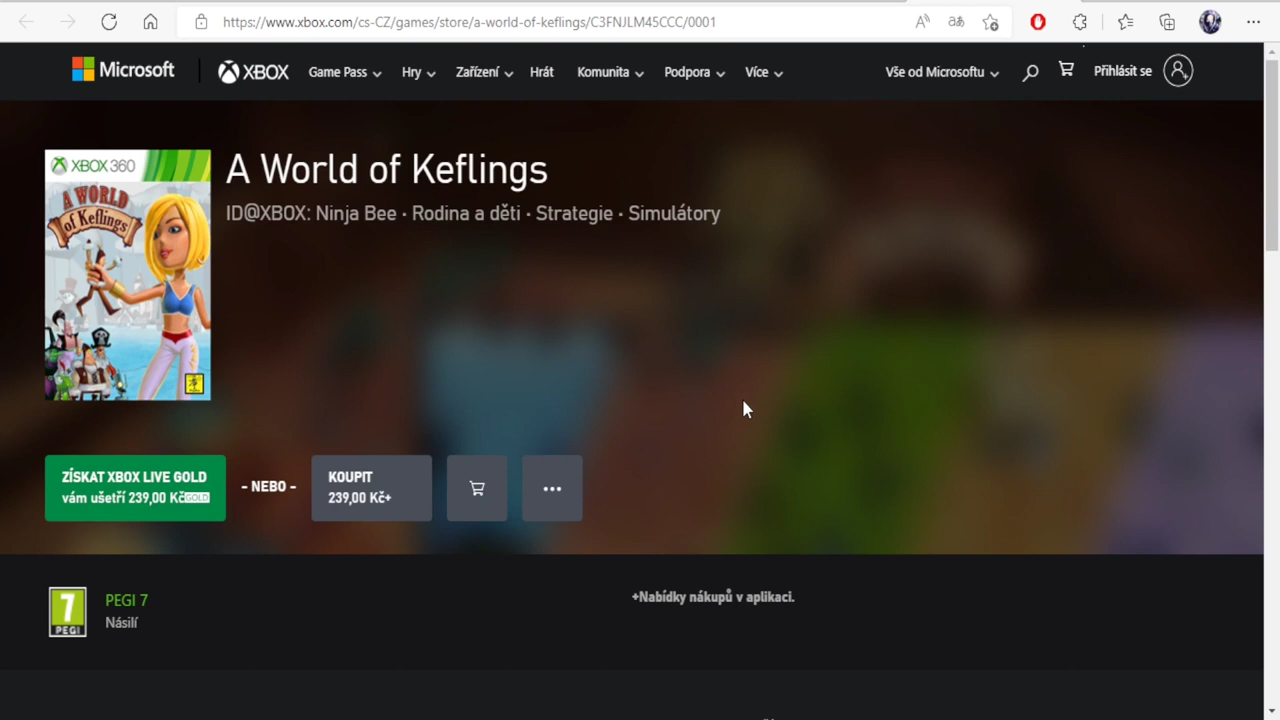 https://www.xbox.com/cs-CZ/games/store/a-world-of-keflings/C3FNJLM45CCC/0001
Microsoft
XBOX
Game Pass
Hry
Zařízení
Hrát
Komunita
Podpora
Více
Vše od Microsoftu
Přihlásit se
XBOX 360
A WORLD
of KEFLINGS
A World of Keflings
ID@XBOX: Ninja Bee • Rodina a děti • Strategie • Simulátory
ZÍSKAT XBOX LIVE GOLD
vám ušetří 239,00 Kč GOLD
- NEBO -
KOUPIT
239,00 Kč+
7
PEGI
PEGI 7
Násilí
+Nabídky nákupů v aplikaci.